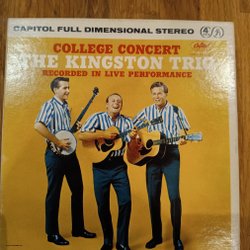 CAPITOL FULL DIMENSIONAL STEREO
COLLEGE CONCERT
THE KINGSTON TRIO
RECORDED IN LIVE PERFORMANCE